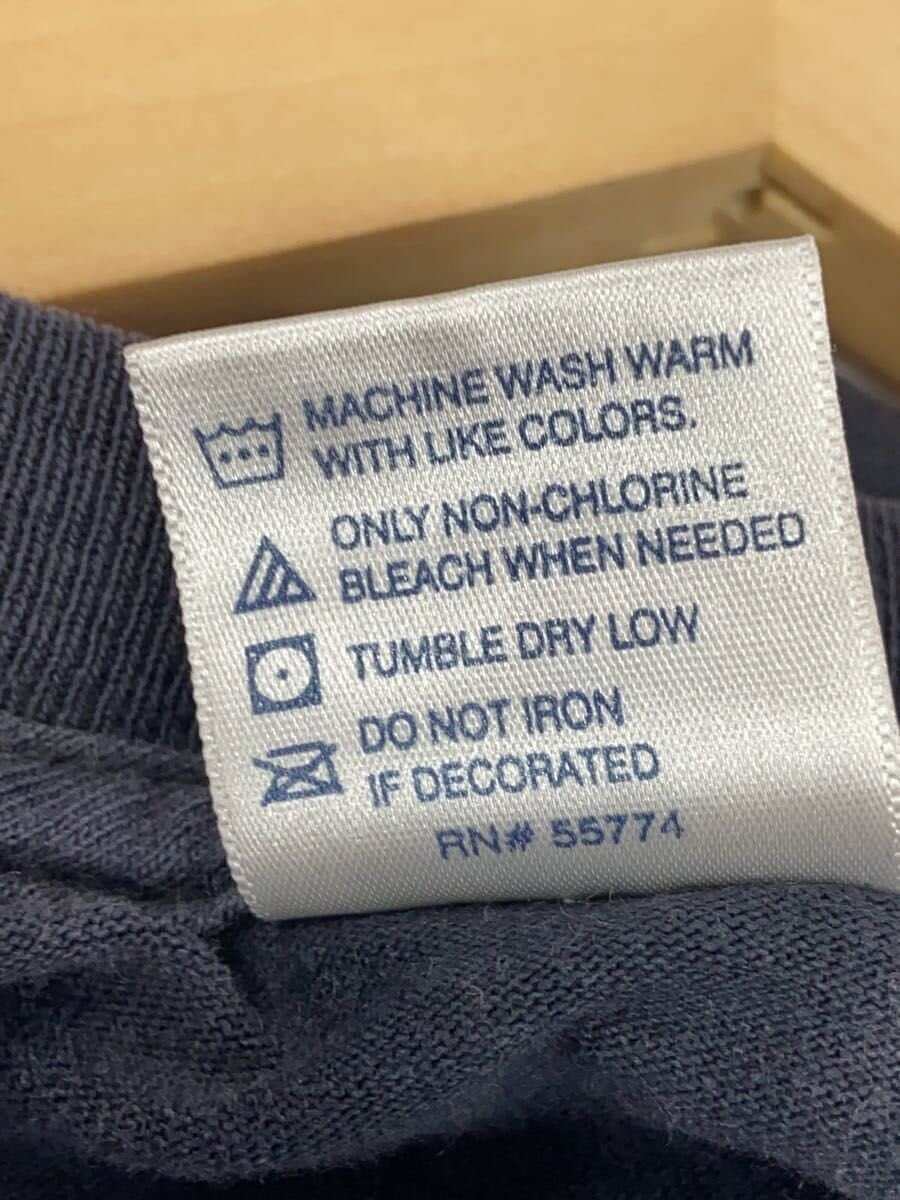 MACHINE WASH WARM
WITH LIKE COLORS.
ONLY NON-CHLORINE
BLEACH WHEN NEEDED
TUMBLE DRY LOW
DO NOT IRON
IF DECORATED
RN# 55774